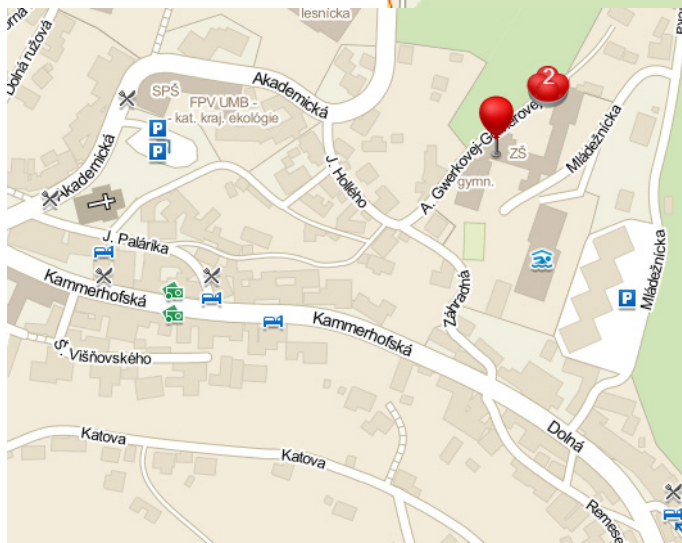 lesnícka
Dolná ružová
SPŠ
Akademická
FPV UMB -
- kat. kraj. ekológie
P
P
Akademická
J. Hollého
A. Gwerkovej-Göllnerovej
2
ZŠ
gymn.
Mládežnícka
J. Palárika
Kammerhofská
Kammerhofská
Záhradná
P
Mládežnícka
Š. Višňovského
Katova
Katova
Dolná